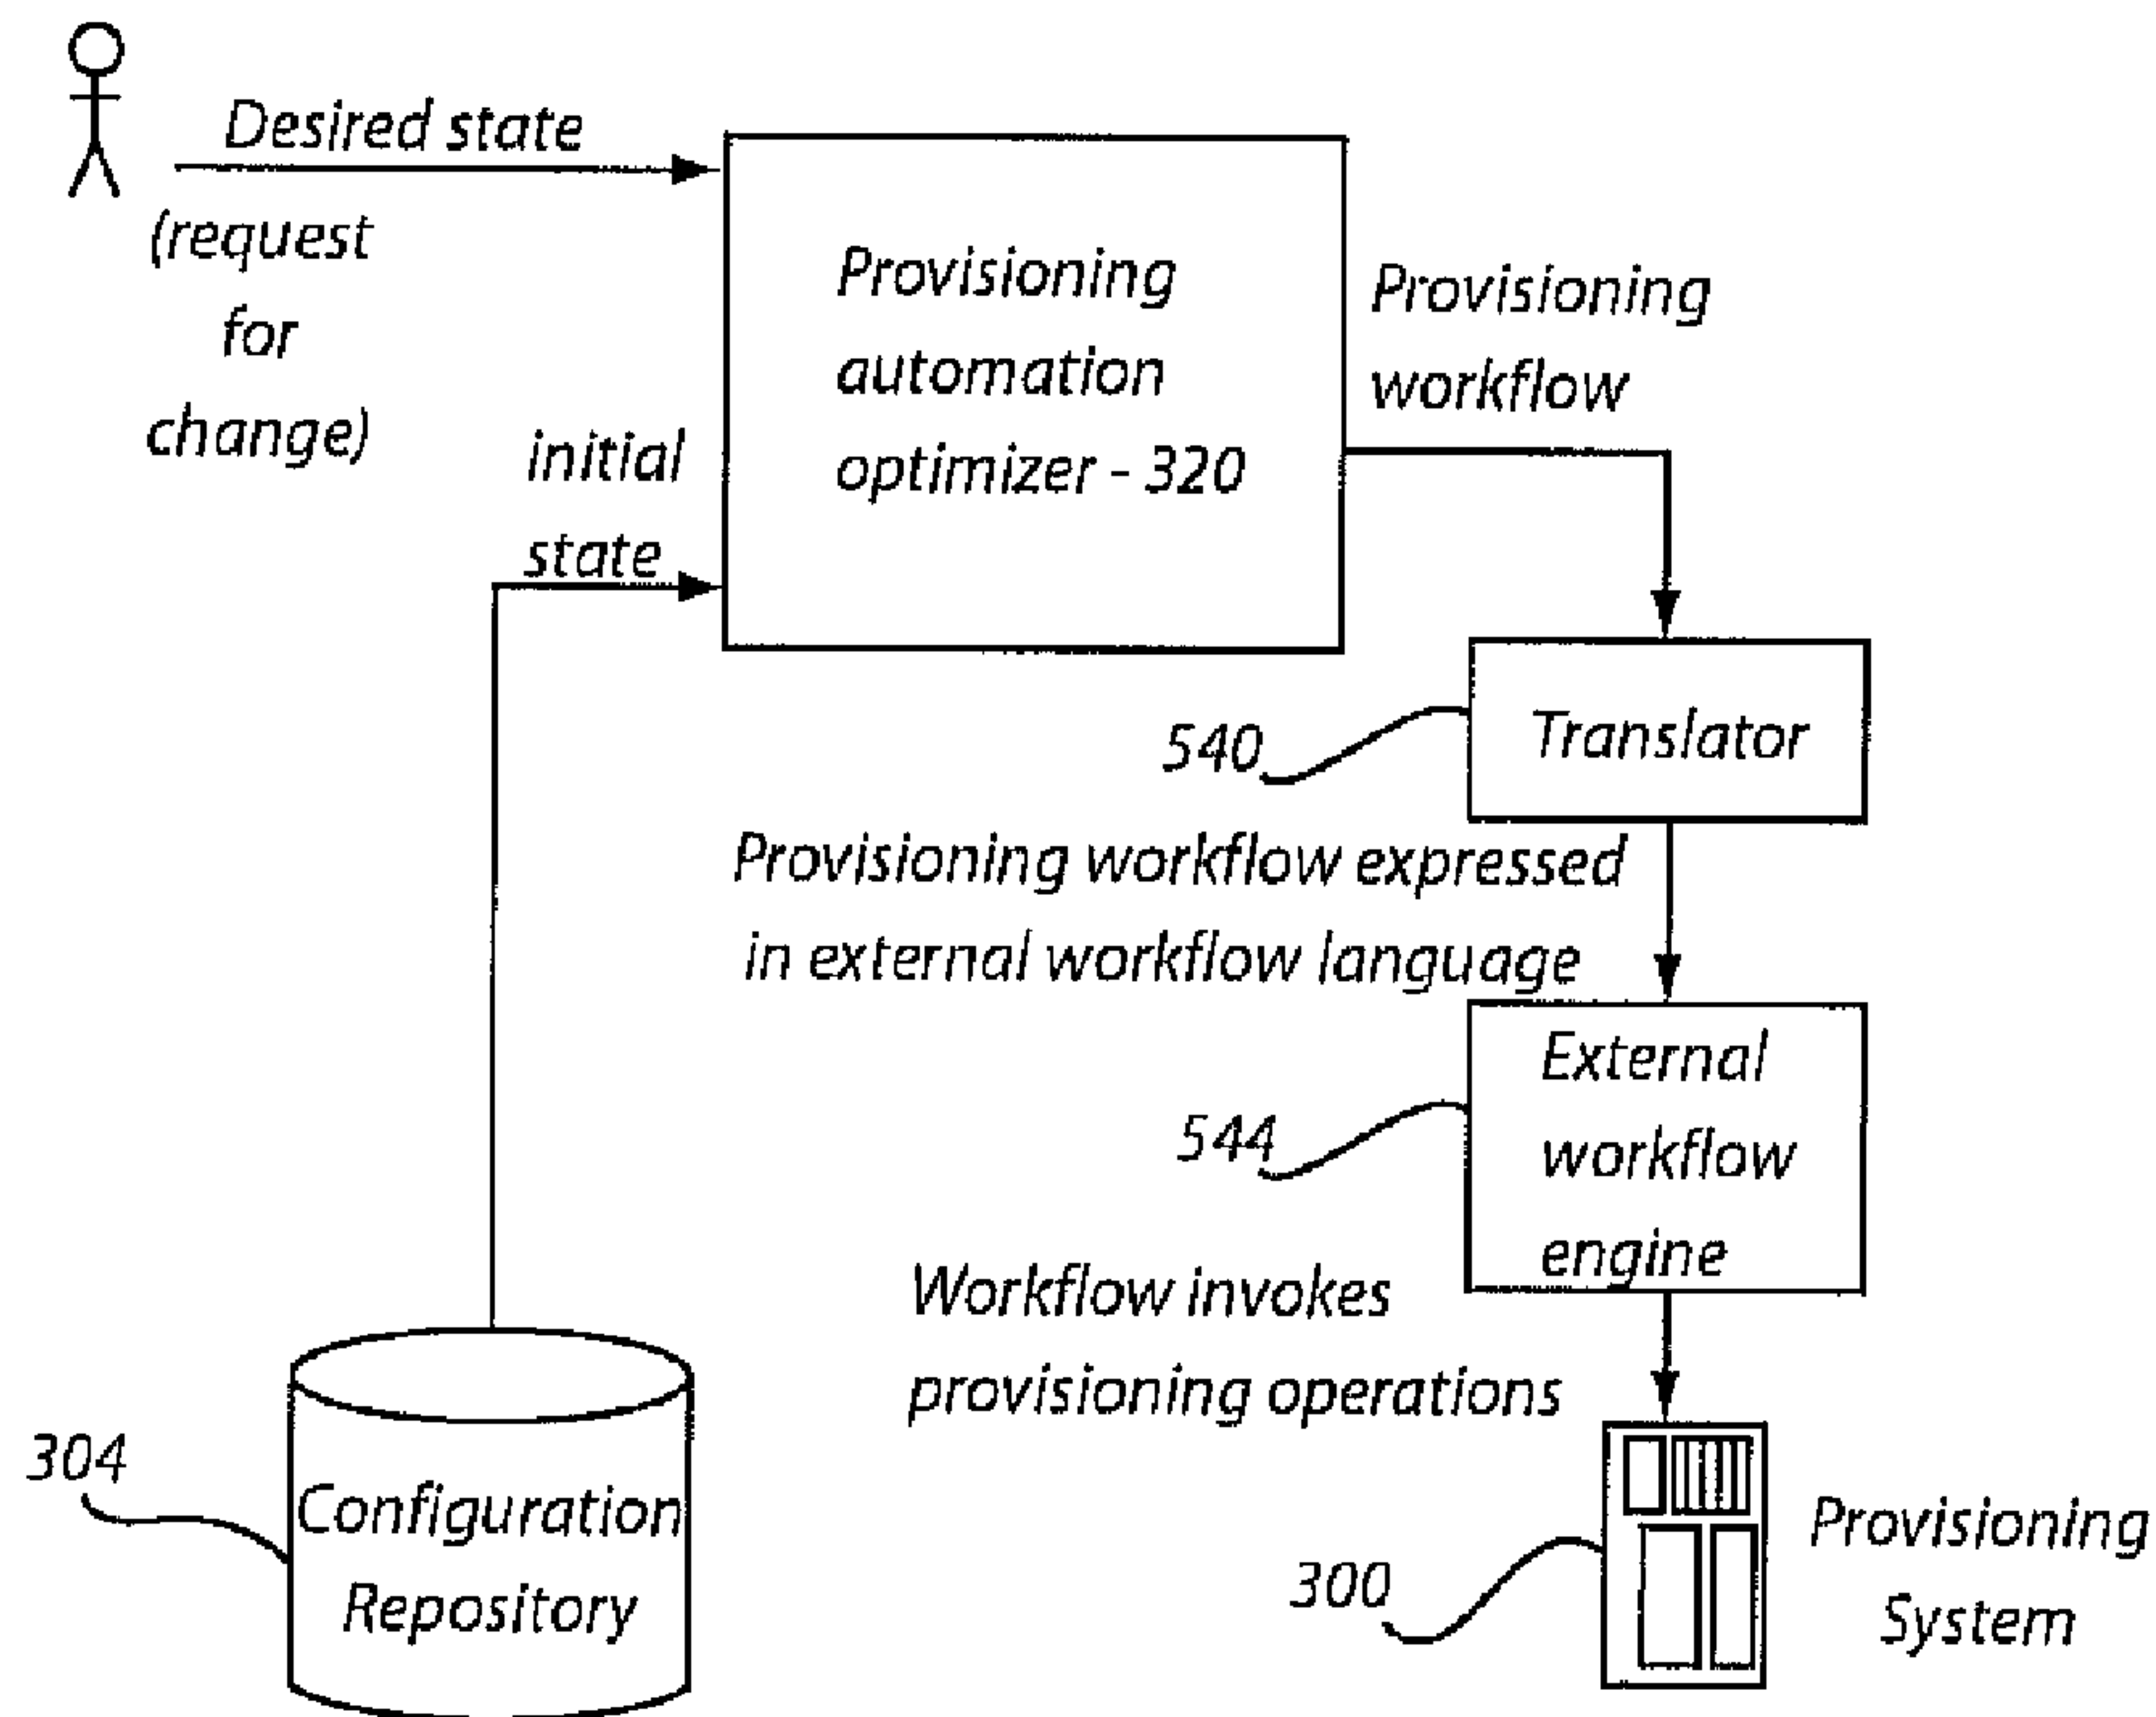 Desired state
(request
for
change)
initial
state
Provisioning
automation
optimizer - 320
Provisioning
workflow
540
Translator
Provisioning workflow expressed
in external workflow language
544
External
workflow
engine
Workflow invokes
provisioning operations
304
Configuration
Repository
300
Provisioning
System